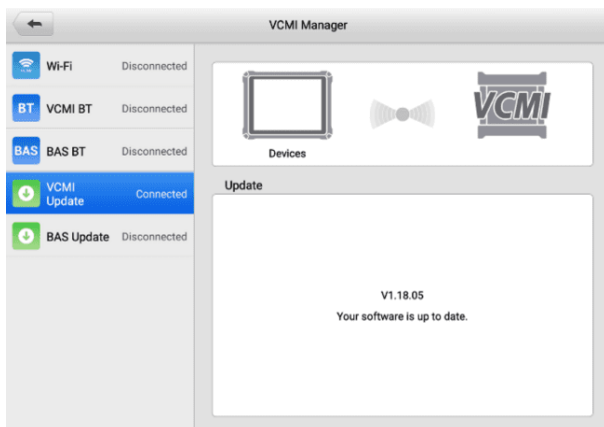 VCMI Manager
Wi-Fi Disconnected
BT VCMI BT Disconnected
BAS BAS BT Disconnected
VCMI
Update Connected
BAS Update Disconnected
VCMI
Devices
Update
V1.18.05
Your software is up to date.